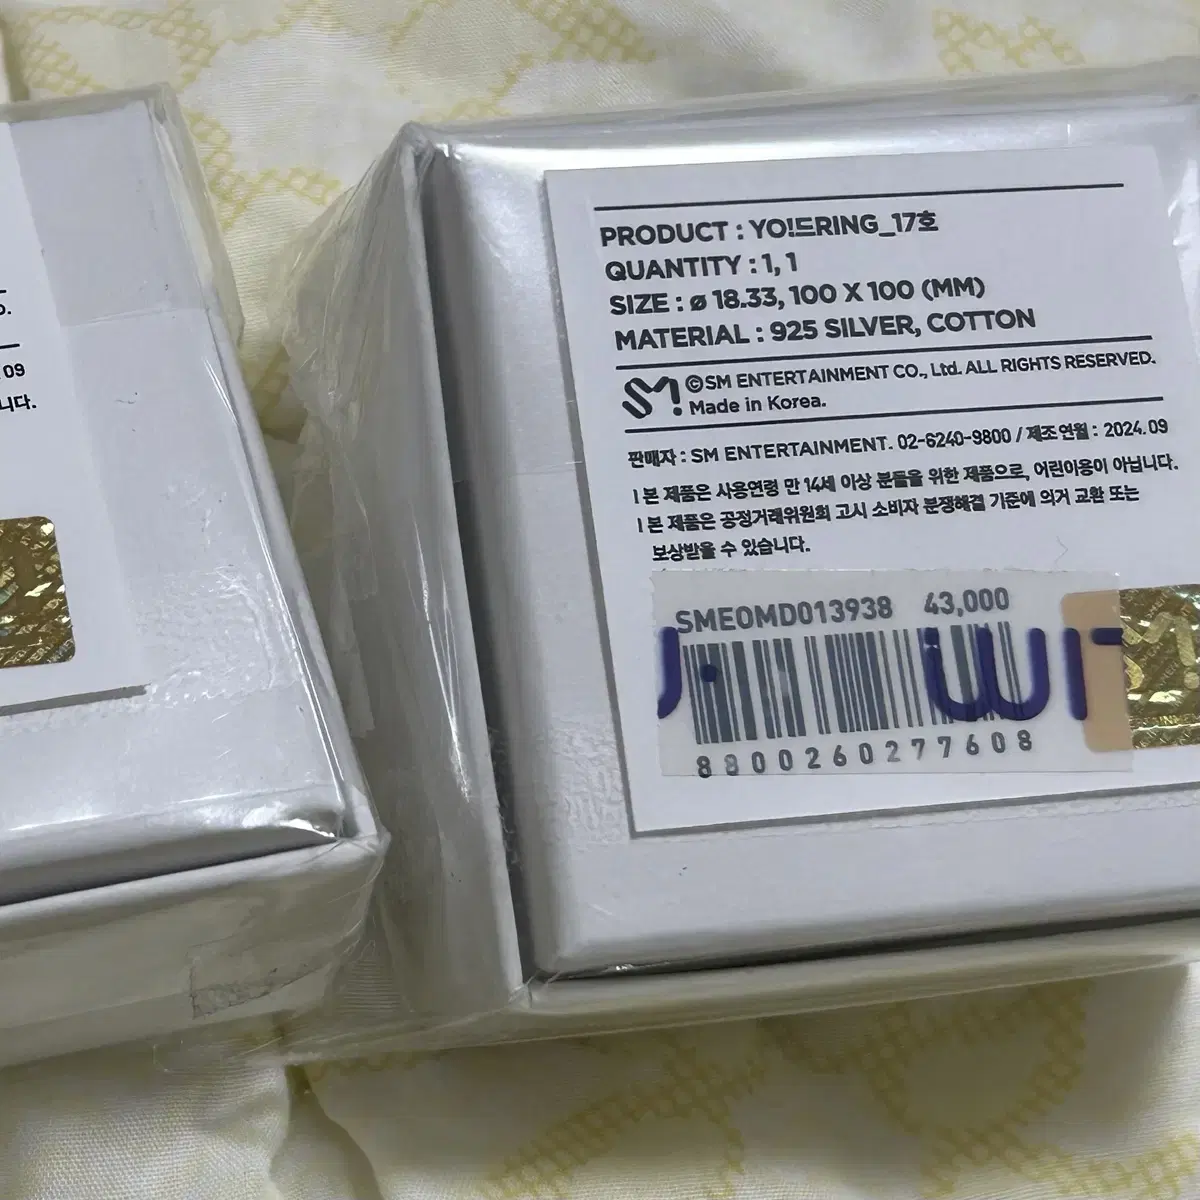 09
니다.
PRODUCT : YO!드RING_17호
QUANTITY : 1, 1
SIZE : ø 18.33, 100 X 100 (MM)
MATERIAL : 925 SILVER, COTTON
SM! ©SM ENTERTAINMENT CO., Ltd. ALL RIGHTS RESERVED.
Made in Korea.
판매자 : SM ENTERTAINMENT. 02-6240-9800 / 제조연월 : 2024.09
| 본 제품은 사용연령 만 14세 이상 분들을 위한 제품으로, 어린이용이 아닙니다.
| 본 제품은 공정거래위원회 고시 소비자 분쟁해결 기준에 의거 교환 또는
보상받을 수 있습니다.
SMEOMD013938 43,000
8800260277608